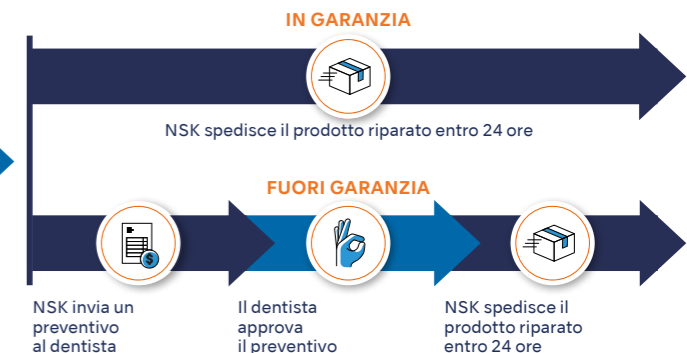 IN GARANZIA
NSK spedisce il prodotto riparato entro 24 ore
FUORI GARANZIA
$
NSK invia un
preventivo
al dentista
Il dentista
approva
il preventivo
NSK spedisce il
prodotto riparato
entro 24 ore